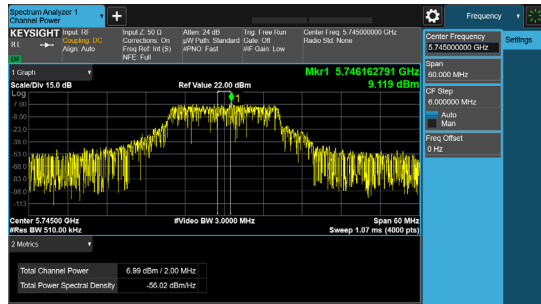 Spectrum Analyzer 1
Channel Power
Frequency
KEYSIGHT
RL
Input: RF
Coupling: DC
Align: Auto
Input Z: 50 Ω
Corrections: On
Freq Ref: Int (S)
NFE: Full
Atten: 24 dB
µW Path: Standard
#PNO: Fast
Trig: Free Run
Gate: Off
#IF Gain: Low
Center Freq: 5.745000000 GHz
Radio Std: None
Center Frequency
5.745000000 GHz
Settings
Span
60.000 MHz
CF Step
6.000000 MHz
Auto
Man
Freq Offset
0 Hz
1 Graph
Scale/Div 15.0 dB
Ref Value 22.00 dBm
Mkr1 5.746162791 GHz
9.119 dBm
Log
7.00
-8.00
-23.0
-38.0
-53.0
-68.0
-83.0
-98.0
-113
1
Center 5.74500 GHz
#Video BW 3.0000 MHz
Span 60 MHz
#Res BW 510.00 kHz
Sweep 1.07 ms (4000 pts)
2 Metrics
Total Channel Power 6.99 dBm / 2.00 MHz
Total Power Spectral Density -56.02 dBm/Hz